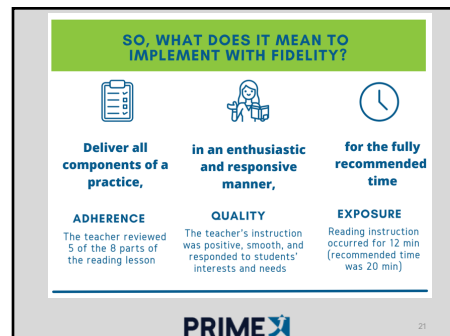 SO, WHAT DOES IT MEAN TO
IMPLEMENT WITH FIDELITY?
Deliver all
components of a
practice,
in an enthusiastic
and responsive
manner,
for the fully
recommended
time
ADHERENCE
The teacher reviewed
5 of the 8 parts of
the reading lesson
QUALITY
The teacher's instruction
was positive, smooth, and
responded to students'
interests and needs
EXPOSURE
Reading instruction
occurred for 12 min
(recommended time
was 20 min)
PRIME
21